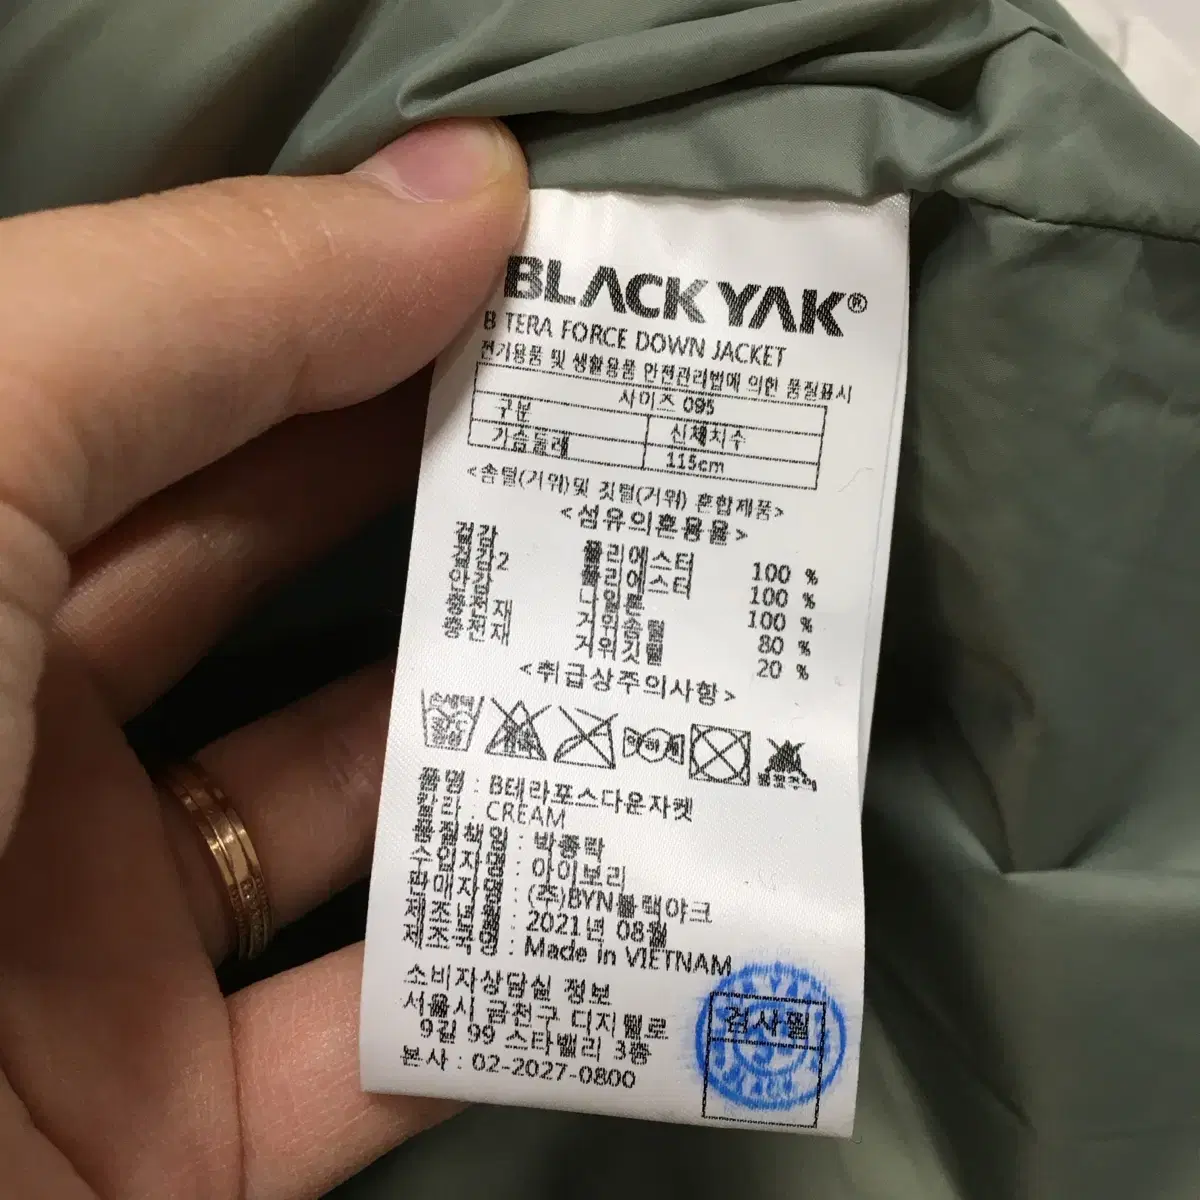 BLACK YAK®
B TERA FORCE DOWN JACKET
전기용품 및 생활용품 안전관리법에 의한 품질표시
사이즈 095
구분 신체치수
가슴둘레 115cm
<솜털(거위)및 깃털(거위) 혼합제품>
<섬유의혼용율>
겉감 폴리에스터 100 %
겉감2 폴리에스터 100 %
안감 나일론 100 %
충전재 거위솜털 80 %
충전재 거위깃털 20 %
<취급상주의사항>
품명 : B테라포스다운자켓
칼라 : CREAM
품질책임 : 박종락
수입자명 : 아이보리
판매자명 : (주)BYN블랙야크
제조년월 : 2021년 08월
제조국명 : Made in VIETNAM
소비자상담실 정보
서울시 금천구 디지털로
9길 99 스타밸리 3층
본사 : 02-2027-0800
검사필